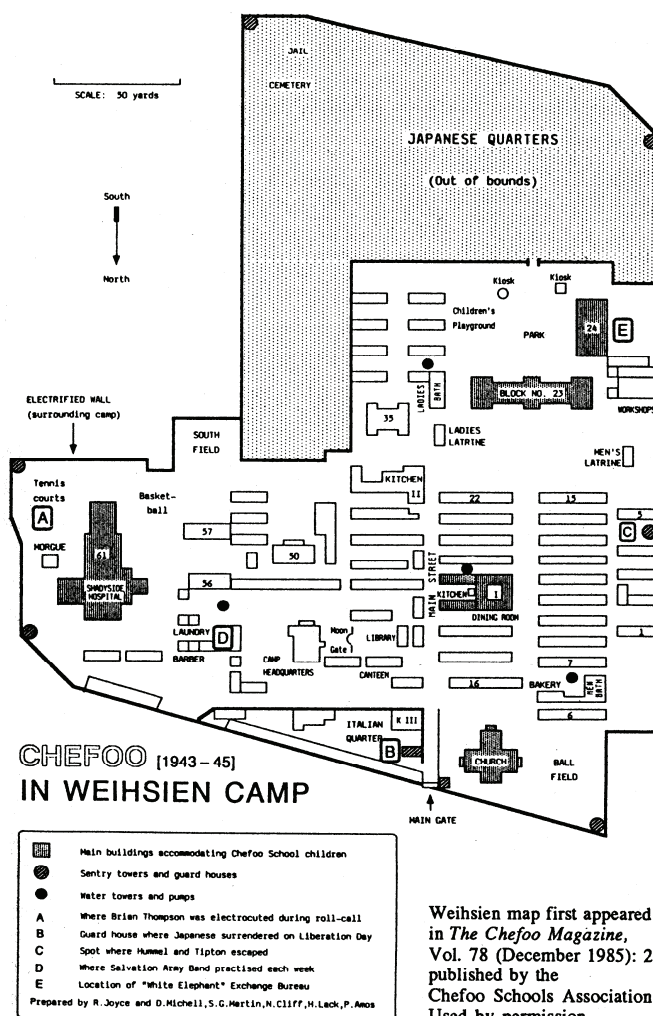 JAIL
CEMETERY
SCALE: 50 yards
JAPANESE QUARTERS
(Out of bounds)
South
North
Kiosk
Kiosk
Children's
Playground
PARK
24
E
LADIES
BATH
BLOCK NO. 23
WORKSHOPS
ELECTRIFIED WALL
(surrounding camp)
35
SOUTH
FIELD
LADIES
LATRINE
MEN'S
LATRINE
Tennis
courts
A
Basket-
ball
KITCHEN
II
22
15
5
C
57
MORGUE
61
50
SHADYSIDE
HOSPITAL
56
MAIN STREET
KITCHEN
1
DINING ROOM
LAUNDRY
D
BARBER
CAMP
HEADQUARTERS
Moon
Gate
LIBRARY
CANTEEN
1
7
16
BAKERY
MEN
BATH
6
ITALIAN
QUARTER
K III
B
CHURCH
BALL
FIELD
MAIN GATE
CHEFOO [1943-45]
IN WEIHSIEN CAMP
Main buildings accommodating Chefoo School children
Sentry towers and guard houses
Water towers and pumps
A Where Brian Thompson was electrocuted during roll-call
B Guard house where Japanese surrendered on Liberation Day
C Spot where Hummel and Tipton escaped
D Where Salvation Army Band practised each week
E Location of "White Elephant" Exchange Bureau
Prepared by R.Joyce and D.Michell,S.G.Martin,N.Cliff,H.Lack,P.Amos
Weihsien map first appeared
in The Chefoo Magazine,
Vol. 78 (December 1985): 2
published by the
Chefoo Schools Association
Used by permission